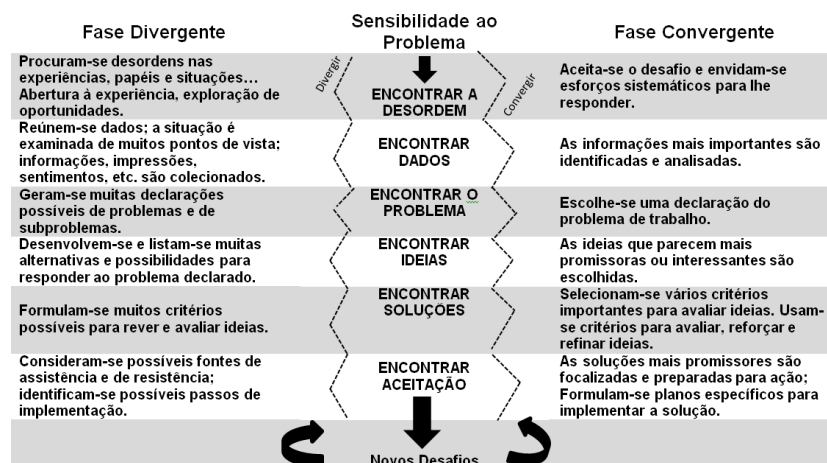 Fase Divergente
Sensibilidade ao
Problema
Fase Convergente
Procuram-se desordens nas
experiências, papéis e situações…
Abertura à experiência, exploração de
oportunidades.
Divergir
ENCONTRAR A
DESORDEM
Convergir
Aceita-se o desafio e envidam-se
esforços sistemáticos para lhe
responder.
Reúnem-se dados; a situação é
examinada de muitos pontos de vista;
informações, impressões,
sentimentos, etc. são colecionados.
ENCONTRAR
DADOS
As informações mais importantes são
identificadas e analisadas.
Geram-se muitas declarações
possíveis de problemas e de
subproblemas.
ENCONTRAR O
PROBLEMA
Escolhe-se uma declaração do
problema de trabalho.
Desenvolvem-se e listam-se muitas
alternativas e possibilidades para
responder ao problema declarado.
ENCONTRAR
IDEIAS
As ideias que parecem mais
promissoras ou interessantes são
escolhidas.
Formulam-se muitos critérios
possíveis para rever e avaliar ideias.
ENCONTRAR
SOLUÇÕES
Selecionam-se vários critérios
importantes para avaliar ideias. Usam-
se critérios para avaliar, reforçar e
refinar ideias.
Consideram-se possíveis fontes de
assistência e de resistência;
identificam-se possíveis passos de
implementação.
ENCONTRAR
ACEITAÇÃO
As soluções mais promissores são
focalizadas e preparadas para ação;
Formulam-se planos específicos para
implementar a solução.
Novos Desafios